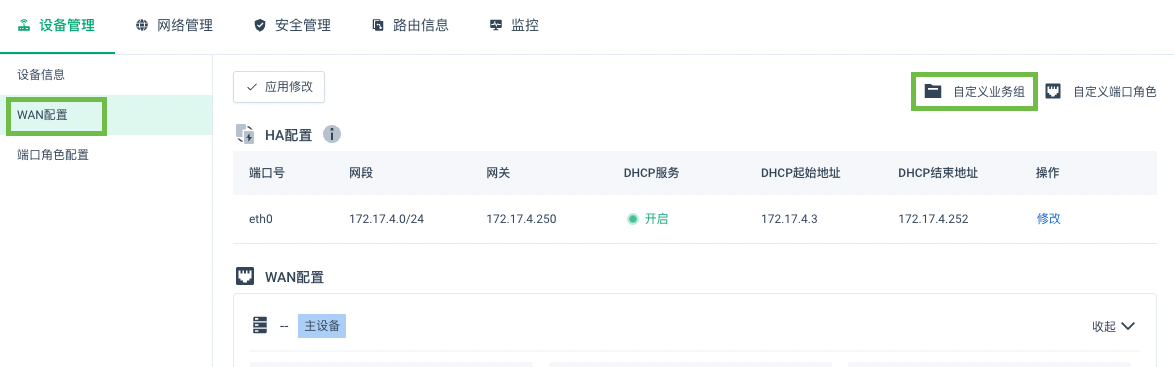 设备管理 网络管理 安全管理 路由信息 监控
设备信息
WAN配置
端口角色配置
应用修改 自定义业务组 自定义端口角色
HA配置
端口号 网段 网关 DHCP服务 DHCP起始地址 DHCP结束地址 操作
eth0 172.17.4.0/24 172.17.4.250 开启 172.17.4.3 172.17.4.252 修改
WAN配置
-- 主设备 收起